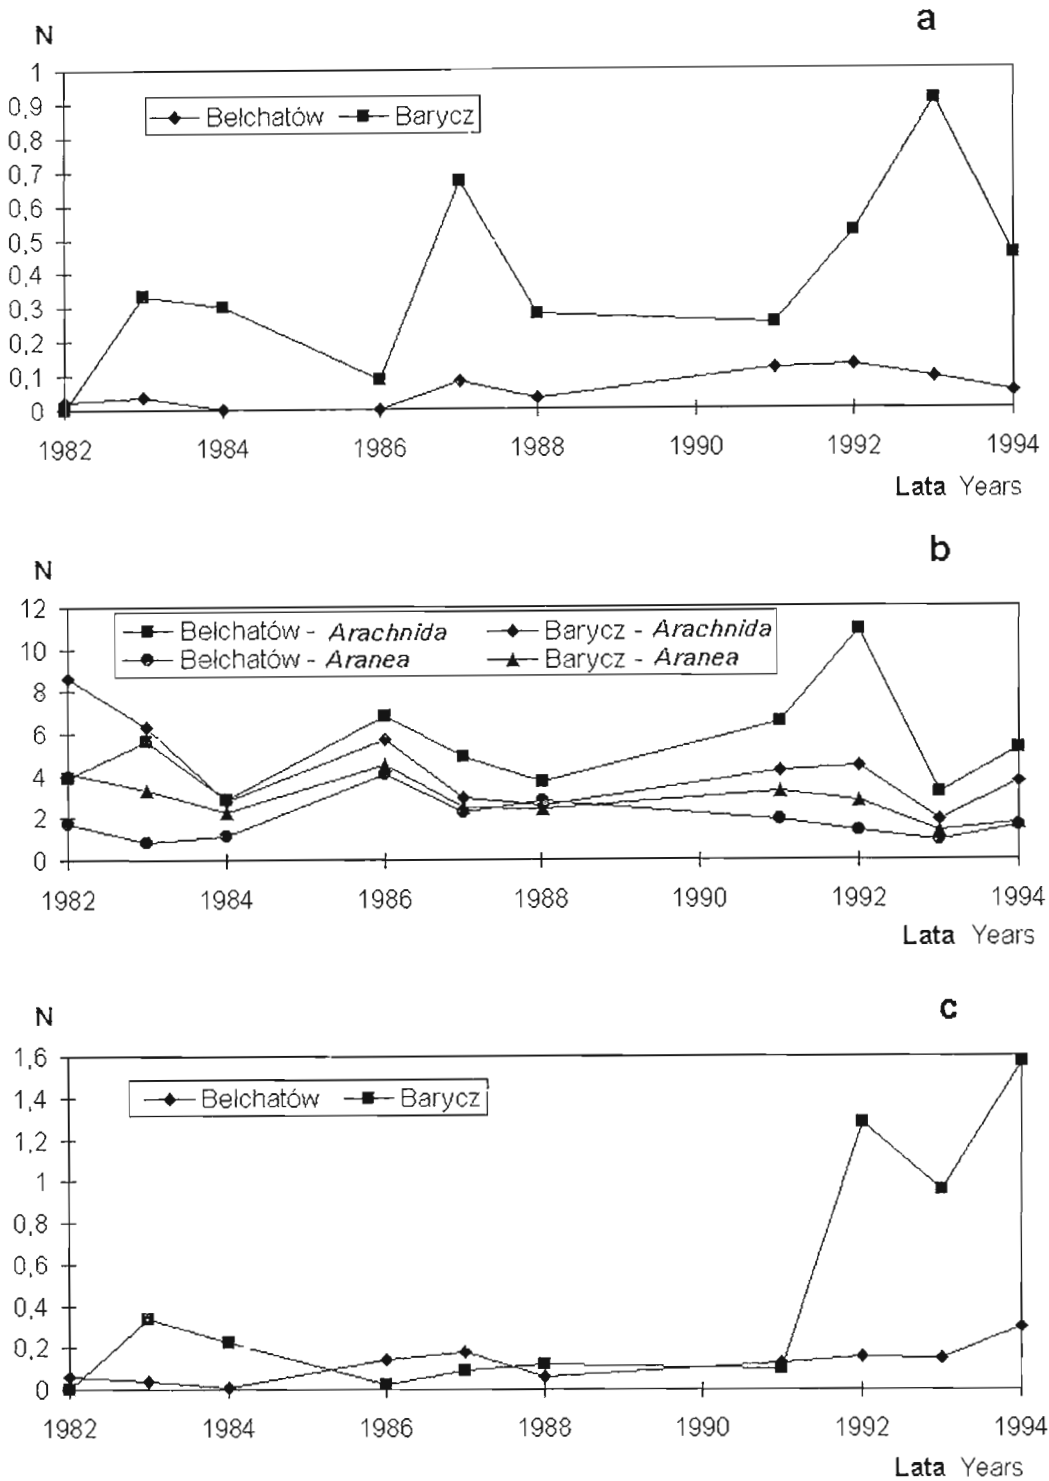 a
N
1
0,9
0,8
0,7
0,6
0,5
0,4
0,3
0,2
0,1
0
Bełchatów Barycz
1982 1984 1986 1988 1990 1992 1994
Lata Years
b
N
12
10
8
6
4
2
0
Bełchatów - Arachnida Barycz - Arachnida
Bełchatów - Aranea Barycz - Aranea
1982 1984 1986 1988 1990 1992 1994
Lata Years
c
N
1,6
1,4
1,2
1
0,8
0,6
0,4
0,2
0
Bełchatów Barycz
1982 1984 1986 1988 1990 1992 1994
Lata Years